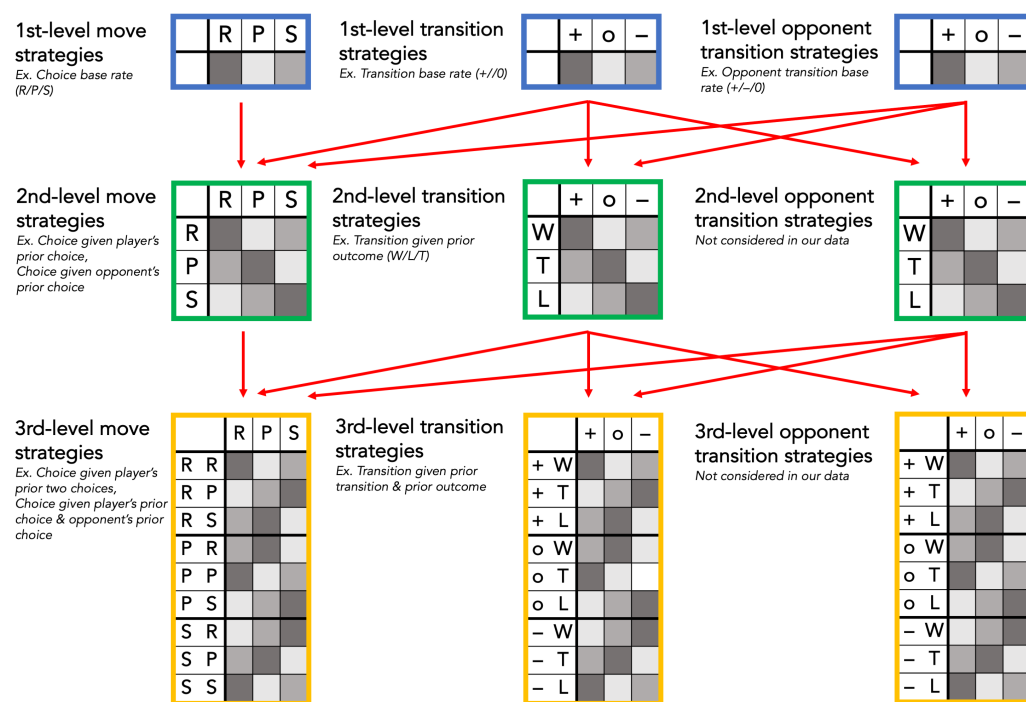 1st-level move
strategies
Ex. Choice base rate
(R/P/S)
R P S
1st-level transition
strategies
Ex. Transition base rate (+//0)
+ o –
1st-level opponent
transition strategies
Ex. Opponent transition base
rate (+/–/0)
+ o –
2nd-level move
strategies
Ex. Choice given player's
prior choice,
Choice given opponent's
prior choice
R P S
R
P
S
2nd-level transition
strategies
Ex. Transition given prior
outcome (W/L/T)
+ o –
W
T
L
2nd-level opponent
transition strategies
Not considered in our data
+ o –
W
T
L
3rd-level move
strategies
Ex. Choice given player's
prior two choices,
Choice given player's prior
choice & opponent's prior
choice
R P S
R R
R P
R S
P R
P P
P S
S R
S P
S S
3rd-level transition
strategies
Ex. Transition given prior
transition & prior outcome
+ o –
+ W
+ T
+ L
o W
o T
o L
– W
– T
– L
3rd-level opponent
transition strategies
Not considered in our data
+ o –
+ W
+ T
+ L
o W
o T
o L
– W
– T
– L